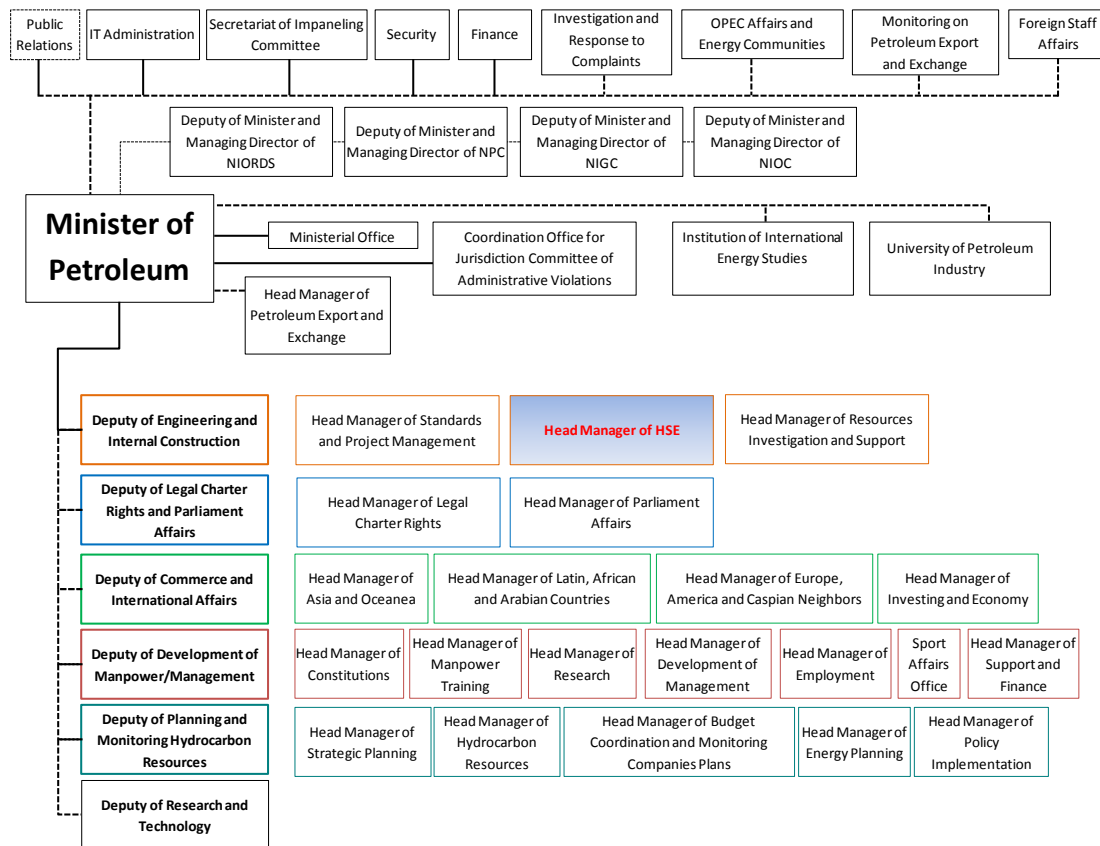 Public
Relations
IT Administration
Secretariat of Impaneling
Committee
Security
Finance
Investigation and
Response to
Complaints
OPEC Affairs and
Energy Communities
Monitoring on
Petroleum Export
and Exchange
Foreign Staff
Affairs
Deputy of Minister and
Managing Director of
NIORDS
Deputy of Minister and
Managing Director of NPC
Deputy of Minister and
Managing Director of
NIGC
Deputy of Minister and
Managing Director of
NIOC
Minister of
Petroleum
Ministerial Office
Coordination Office for
Jurisdiction Committee of
Administrative Violations
Institution of International
Energy Studies
University of Petroleum
Industry
Head Manager of
Petroleum Export and
Exchange
Deputy of Engineering and
Internal Construction
Head Manager of Standards
and Project Management
Head Manager of HSE
Head Manager of Resources
Investigation and Support
Deputy of Legal Charter
Rights and Parliament
Affairs
Head Manager of Legal
Charter Rights
Head Manager of Parliament
Affairs
Deputy of Commerce and
International Affairs
Head Manager of
Asia and Oceanea
Head Manager of Latin, African
and Arabian Countries
Head Manager of Europe,
America and Caspian Neighbors
Head Manager of
Investing and Economy
Deputy of Development of
Manpower/Management
Head Manager of
Constitutions
Head Manager of
Manpower
Training
Head Manager of
Research
Head Manager of
Development of
Management
Head Manager of
Employment
Sport
Affairs
Office
Head Manager of
Support and
Finance
Deputy of Planning and
Monitoring Hydrocarbon
Resources
Head Manager of
Strategic Planning
Head Manager of
Hydrocarbon
Resources
Head Manager of Budget
Coordination and Monitoring
Companies Plans
Head Manager of
Energy Planning
Head Manager of
Policy
Implementation
Deputy of Research and
Technology